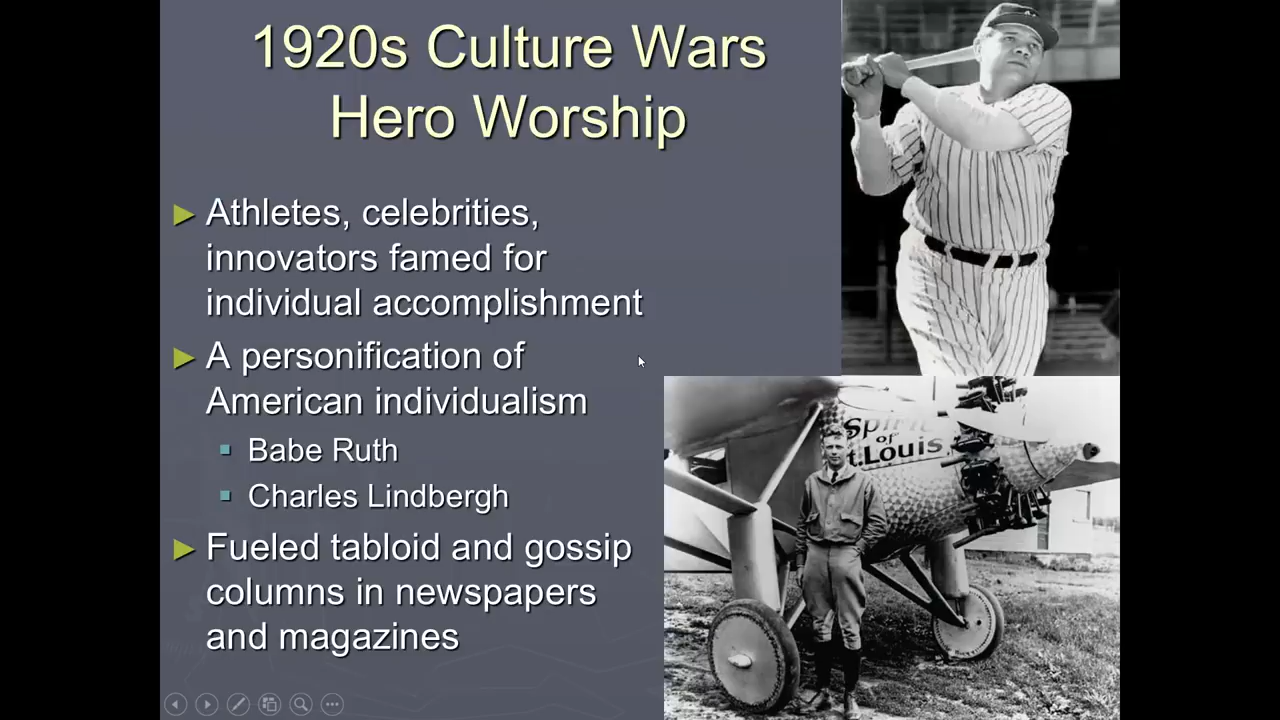 1920s Culture Wars
Hero Worship
Athletes, celebrities,
innovators famed for
individual accomplishment
A personification of
American individualism
Babe Ruth
Charles Lindbergh
Fueled tabloid and gossip
columns in newspapers
and magazines
Spirit
of
t.Louis